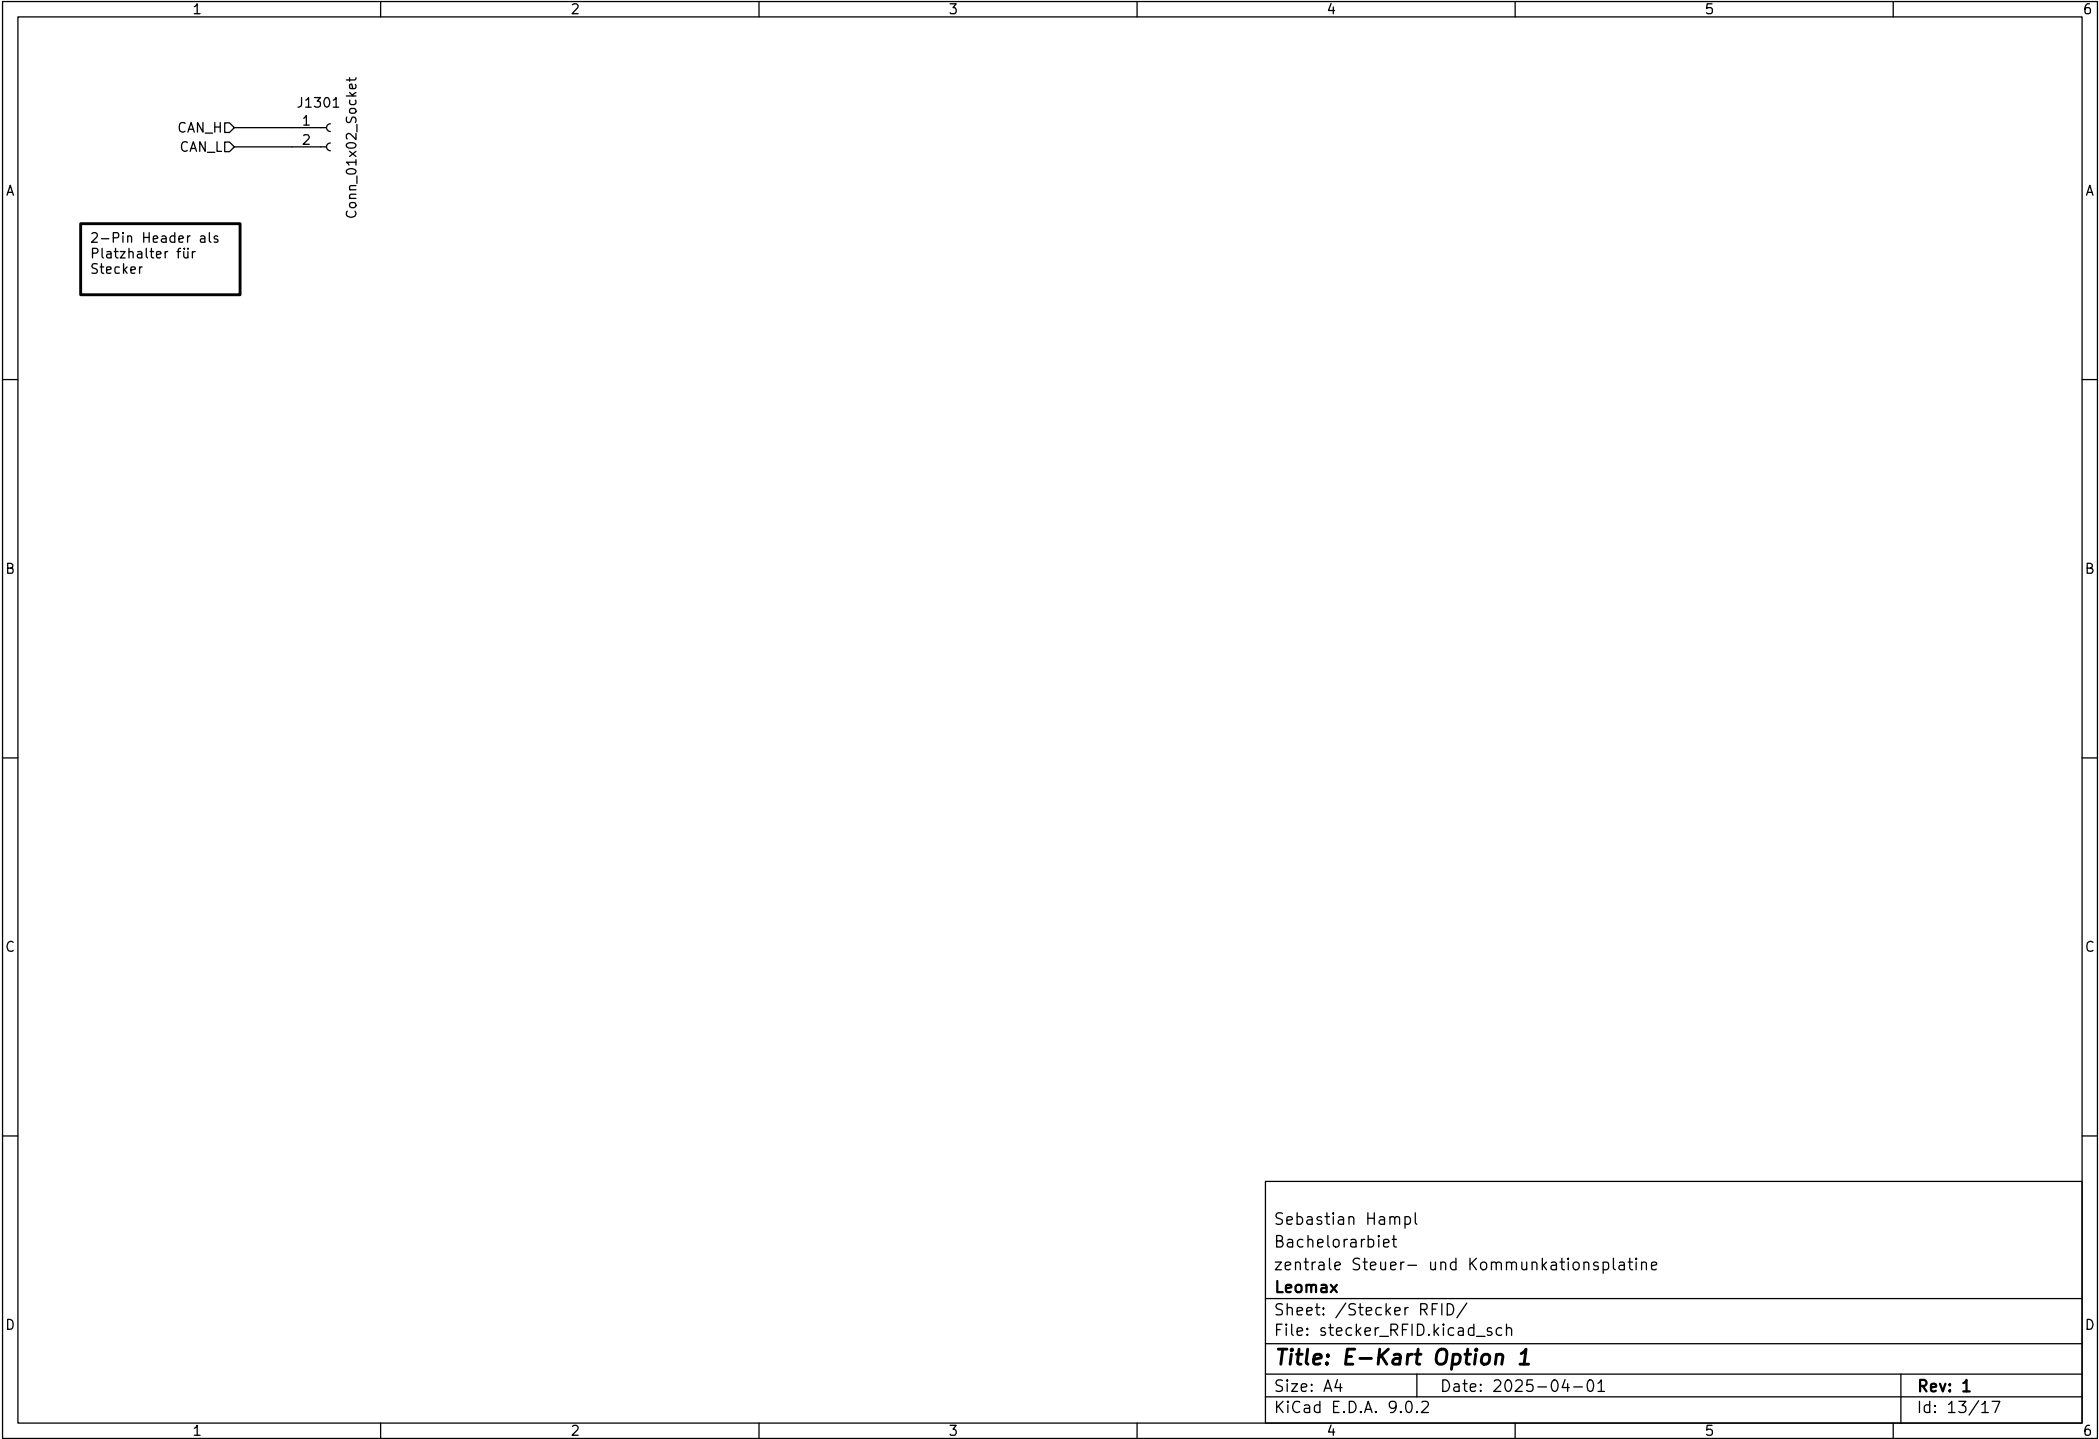 1 2 3 4 5 6
J1301
Conn_01x02_Socket
CAN_H 1
CAN_L 2
A A
2-Pin Header als
Platzhalter für
Stecker
B B
C C
Sebastian Hampl
Bachelorarbiet
zentrale Steuer- und Kommunkationsplatine
Leomax
Sheet: /Stecker RFID/
D D
File: stecker_RFID.kicad_sch
Title: E-Kart Option 1
Size: A4 Date: 2025-04-01 Rev: 1
KiCad E.D.A. 9.0.2 Id: 13/17
1 2 3 4 5 6